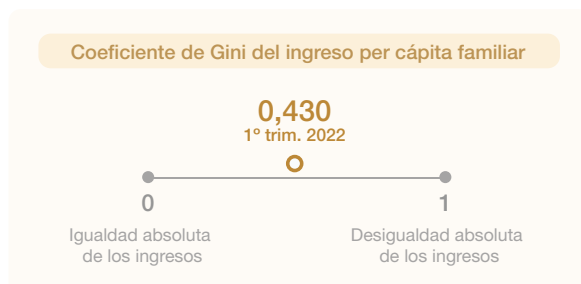 Coeficiente de Gini del ingreso per cápita familiar
0,430
1º trim. 2022
0
1
Igualdad absoluta
de los ingresos
Desigualdad absoluta
de los ingresos